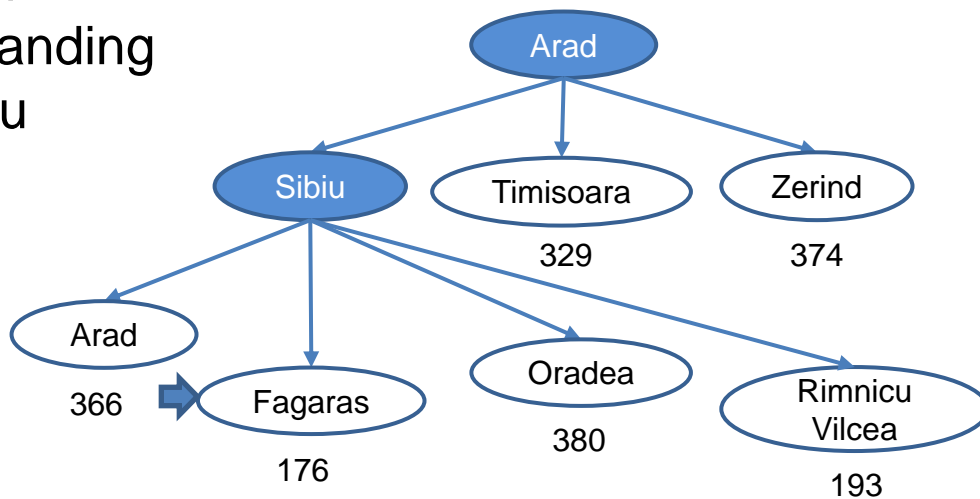 anding
u
Arad
Sibiu
Timisoara
Zerind
329
374
Arad
Fagaras
Oradea
Rimnicu
Vilcea
366
176
380
193